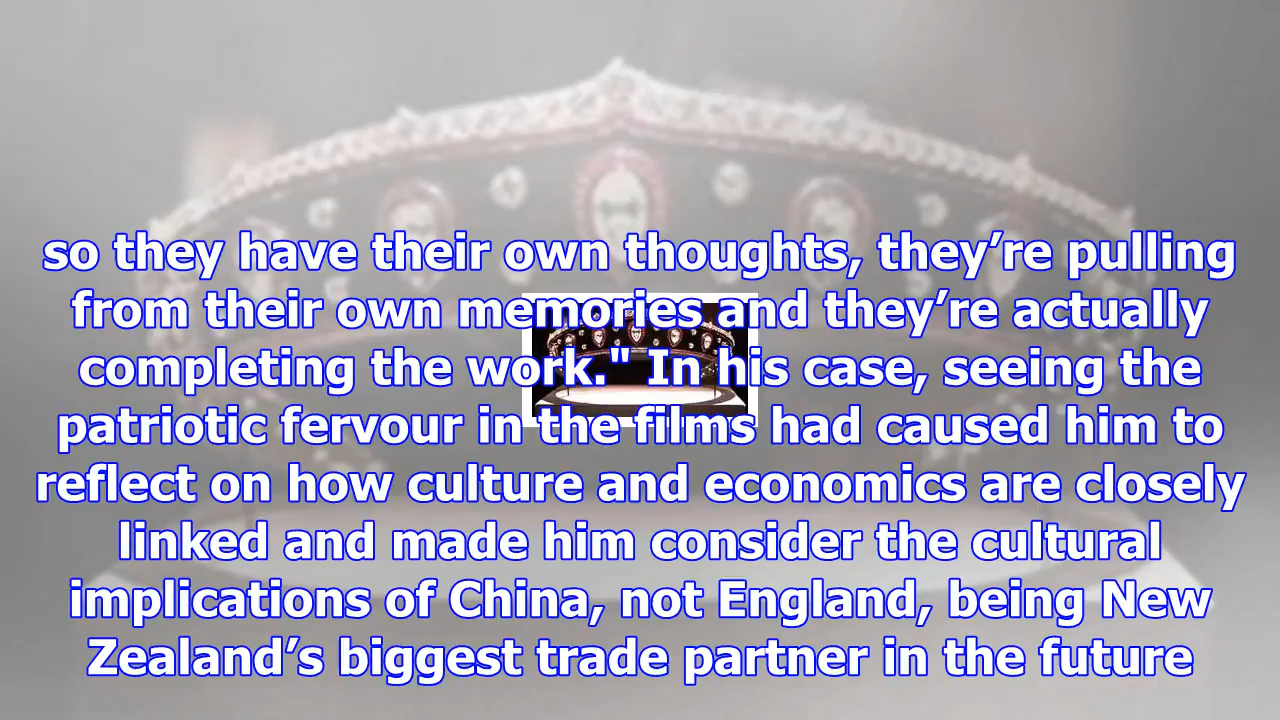 so they have their own thoughts, they’re pulling
from their own memories and they’re actually
completing the work." In his case, seeing the
patriotic fervour in the films had caused him to
reflect on how culture and economics are closely
linked and made him consider the cultural
implications of China, not England, being New
Zealand’s biggest trade partner in the future